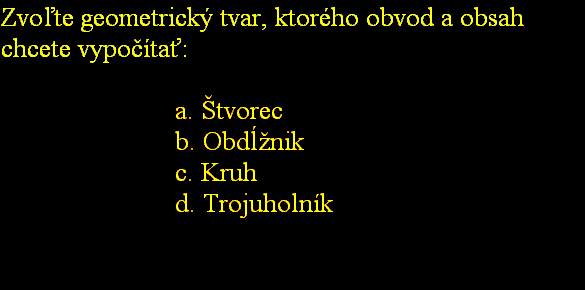 Zvoľte geometrický tvar, ktorého obvod a obsah
chcete vypočítať:
a. Štvorec
b. Obdĺžnik
c. Kruh
d. Trojuholník